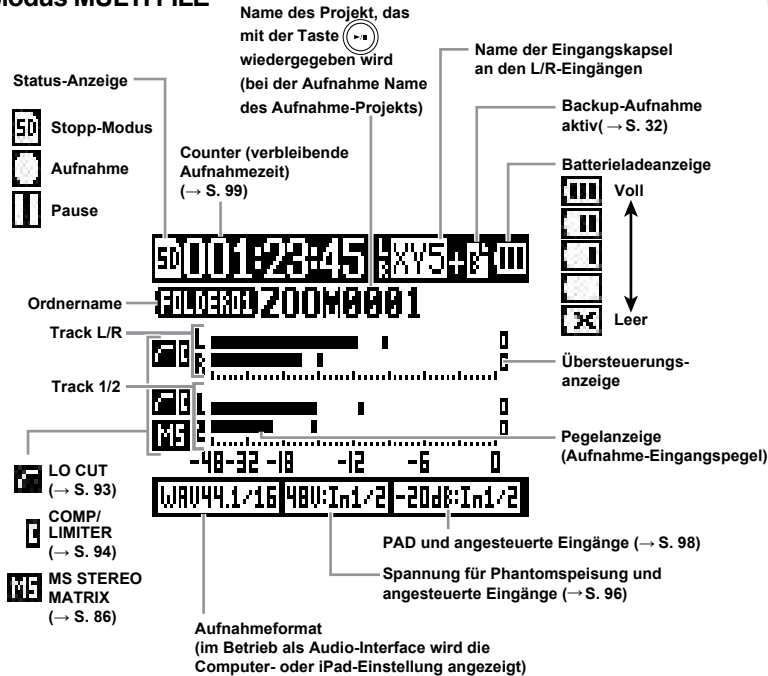 Modus MULTI FILE
Name des Projekt, das
mit der Taste
wiedergegeben wird
(bei der Aufnahme Name
des Aufnahme-Projekts)
Name der Eingangskapsel
an den L/R-Eingängen
Status-Anzeige
SD Stopp-Modus
Aufnahme
Pause
Counter (verbleibende
Aufnahmezeit)
(→ S. 99)
Backup-Aufnahme
aktiv(→ S. 32)
Batterieladeanzeige
Voll
Leer
SD 001:23:45 L R XY5+B
Ordnername
FOLDER01 ZOOM0001
Track L/R
L
R
Übersteuerungs-
anzeige
Track 1/2
1
MS 2
Pegelanzeige
(Aufnahme-Eingangspegel)
-48-32 -18 -12 -6 0
LO CUT
(→ S. 93)
COMP/
LIMITER
(→ S. 94)
MS MS STEREO
MATRIX
(→ S. 86)
WAV44.1/16 48V:In1/2 -20dB:In1/2
PAD und angesteuerte Eingänge (→ S. 98)
Spannung für Phantomspeisung und
angesteuerte Eingänge (→ S. 96)
Aufnahmeformat
(im Betrieb als Audio-Interface wird die
Computer- oder iPad-Einstellung angezeigt)